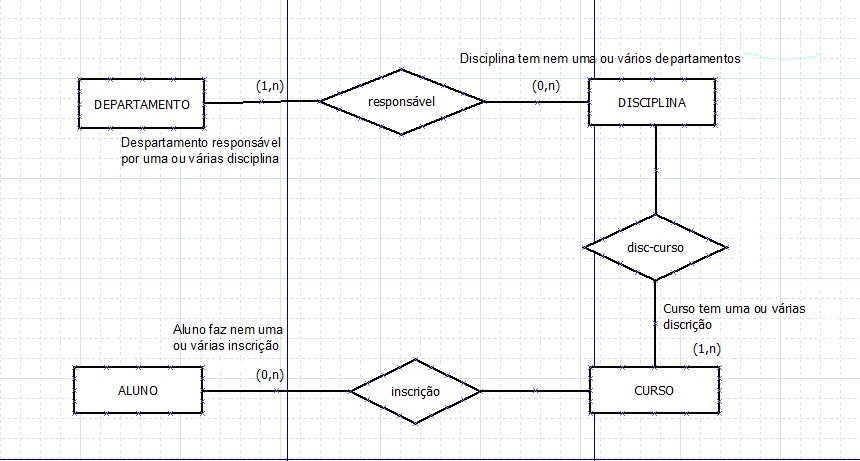 Disciplina tem nem uma ou vários departamentos
(1,n)
(0,n)
DEPARTAMENTO
responsável
DISCIPLINA
Despartamento responsável
por uma ou várias disciplina
disc-curso
Curso tem uma ou várias
discrição
Aluno faz nem uma
ou várias inscrição
(1,n)
(0,n)
ALUNO
inscrição
CURSO